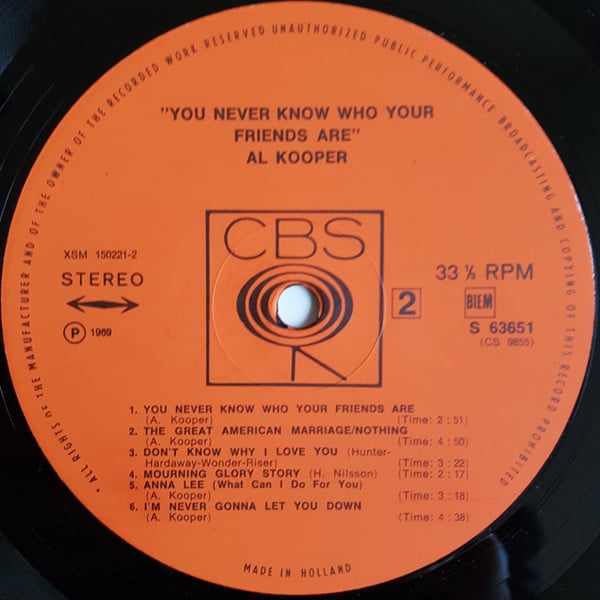 • ALL RIGHTS OF THE MANUFACTURER AND OF THE OWNER OF THE RECORDED WORK RESERVED UNAUTHORIZED PUBLIC PERFORMANCE BROADCASTING AND COPYING OF THIS RECORD PROHIBITED
"YOU NEVER KNOW WHO YOUR
FRIENDS ARE"
AL KOOPER
CBS
XSM 150221-2
STEREO
Ⓟ 1969
2
33 ⅓ RPM
BIEM
S 63651
(CS 9855)
1. YOU NEVER KNOW WHO YOUR FRIENDS ARE
(A. Kooper) (Time: 2 : 51)
2. THE GREAT AMERICAN MARRIAGE/NOTHING
(A. Kooper) (Time: 4 : 50)
3. DON'T KNOW WHY I LOVE YOU (Hunter-
Hardaway-Wonder-Riser) (Time: 3 : 22)
4. MOURNING GLORY STORY (H. Nilsson) (Time: 2 : 17)
5. ANNA LEE (What Can I Do For You)
(A. Kooper) (Time: 3 : 18)
6. I'M NEVER GONNA LET YOU DOWN
(A. Kooper) (Time: 4 : 38)
MADE IN HOLLAND